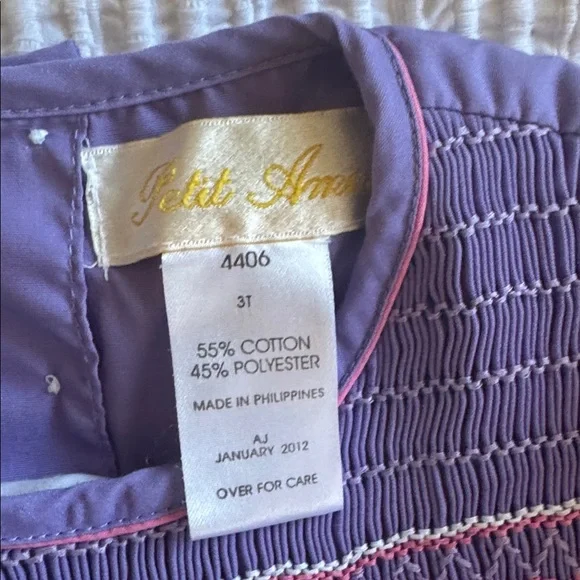 Petit Ami
4406
3T
55% COTTON
45% POLYESTER
MADE IN PHILIPPINES
AJ
JANUARY 2012
OVER FOR CARE